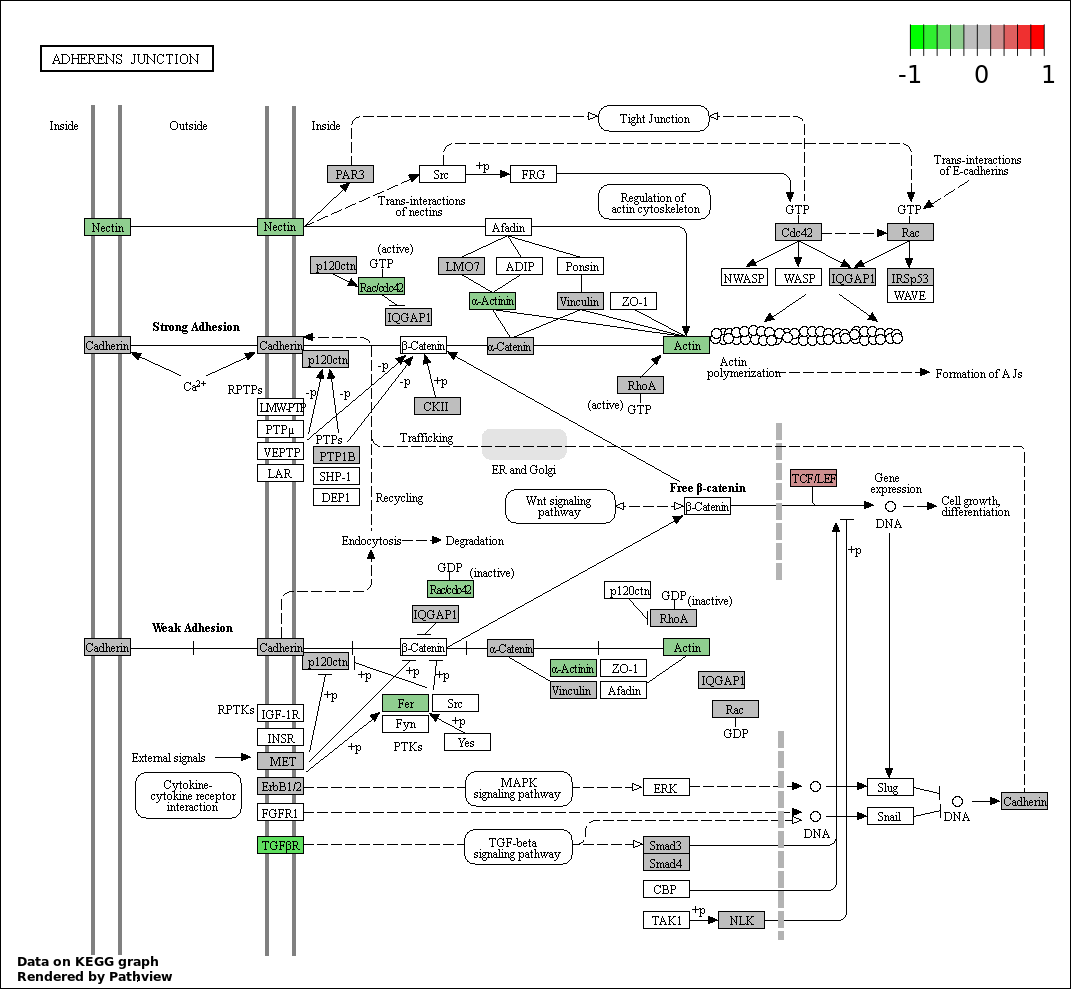 ADHERENS JUNCTION
-1 0 1
Inside
Outside
Inside
Tight Junction
PAR3
Src
+p
FRG
Trans-interactions
of E-cadherins
Trans-interactions
of nectins
Regulation of
actin cytoskeleton
GTP
GTP
Nectin
Nectin
Afadin
Cdc42
Rac
(active)
GTP
p120ctn
Rac/cdc42
IQGAP1
LMO7
ADIP
Ponsin
α-Actinin
Vinculin
ZO-1
NWASP
WASP
IQGAP1
IRSp53
WAVE
Strong Adhesion
Cadherin
Cadherin
p120ctn
β-Catenin
α-Catenin
Actin
Actin
polymerization
Formation of AJs
Ca2+
RPTPs
-p
-p
-p
-p
+p
CKII
RhoA
(active)
GTP
LMW-PTP
PTPμ
VEPTP
LAR
PTPs
PTP1B
SHP-1
DEP1
Trafficking
ER and Golgi
Recycling
Wnt signaling
pathway
Free β-catenin
β-Catenin
TCF/LEF
Gene
expression
DNA
Cell growth,
differentiation
Endocytosis
Degradation
+p
GDP
(inactive)
Rac/cdc42
IQGAP1
p120ctn
GDP
(inactive)
RhoA
Weak Adhesion
Cadherin
Cadherin
p120ctn
β-Catenin
α-Catenin
Actin
+p
+p
+p
α-Actinin
ZO-1
Vinculin
Afadin
IQGAP1
Rac
GDP
RPTKs
IGF-1R
INSR
MET
ErbB1/2
FGFR1
TGFβR
Fer
Src
Fyn
Yes
+p
+p
PTKs
External signals
Cytokine-
cytokine receptor
interaction
MAPK
signaling pathway
ERK
Slug
Snail
DNA
DNA
Cadherin
TGF-beta
signaling pathway
Smad3
Smad4
CBP
TAK1
+p
NLK
Data on KEGG graph
Rendered by Pathview